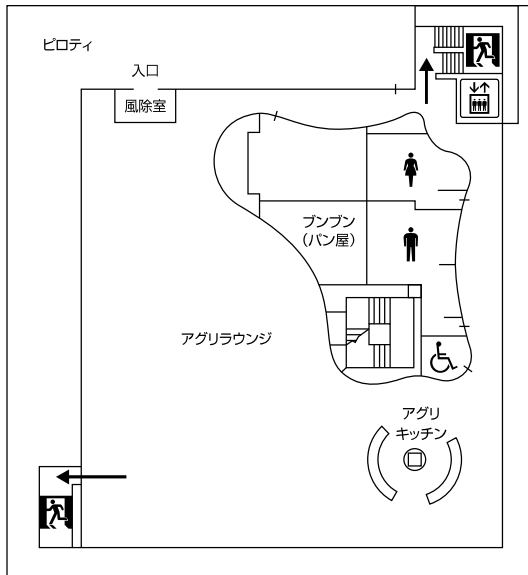 ピロティ
入口
風除室
ブンブン
（パン屋）
アグリラウンジ
アグリ
キッチン